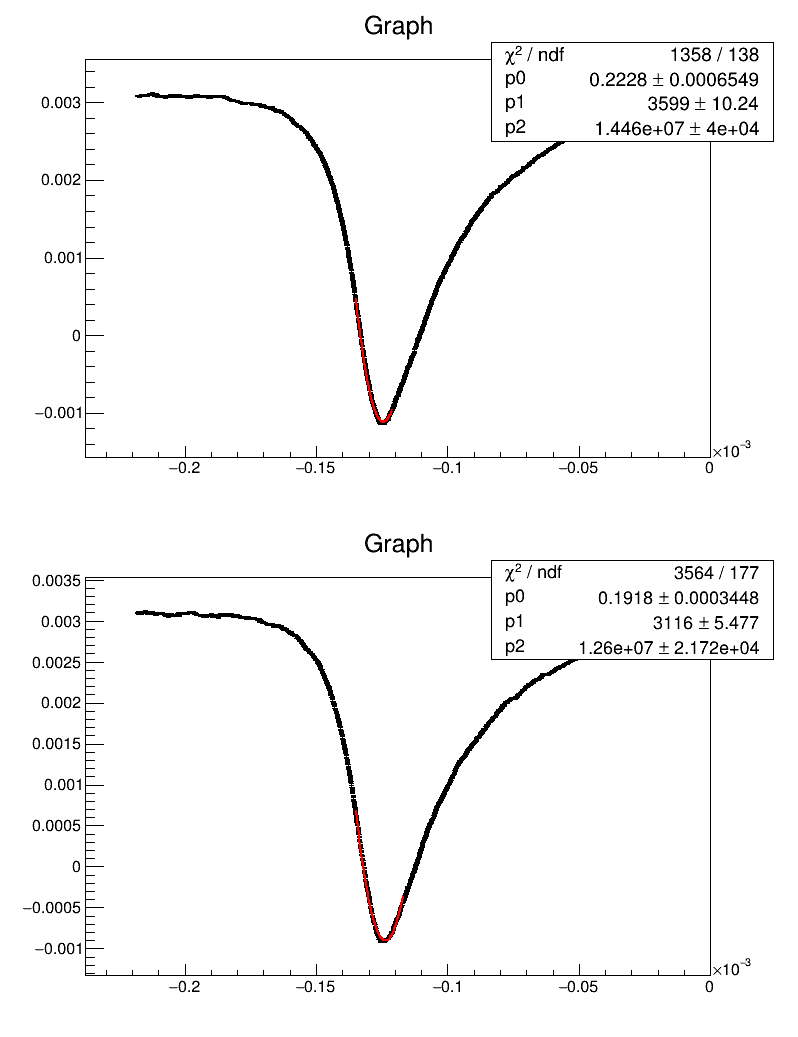 Graph
χ² / ndf 1358 / 138
p0 0.2228 ± 0.0006549
p1 3599 ± 10.24
p2 1.446e+07 ± 4e+04
0.003
0.002
0.001
0
−0.001
−0.2 −0.15 −0.1 −0.05 0
×10⁻³
Graph
χ² / ndf 3564 / 177
p0 0.1918 ± 0.0003448
p1 3116 ± 5.477
p2 1.26e+07 ± 2.172e+04
0.0035
0.003
0.0025
0.002
0.0015
0.001
0.0005
0
−0.0005
−0.001
−0.2 −0.15 −0.1 −0.05 0
×10⁻³